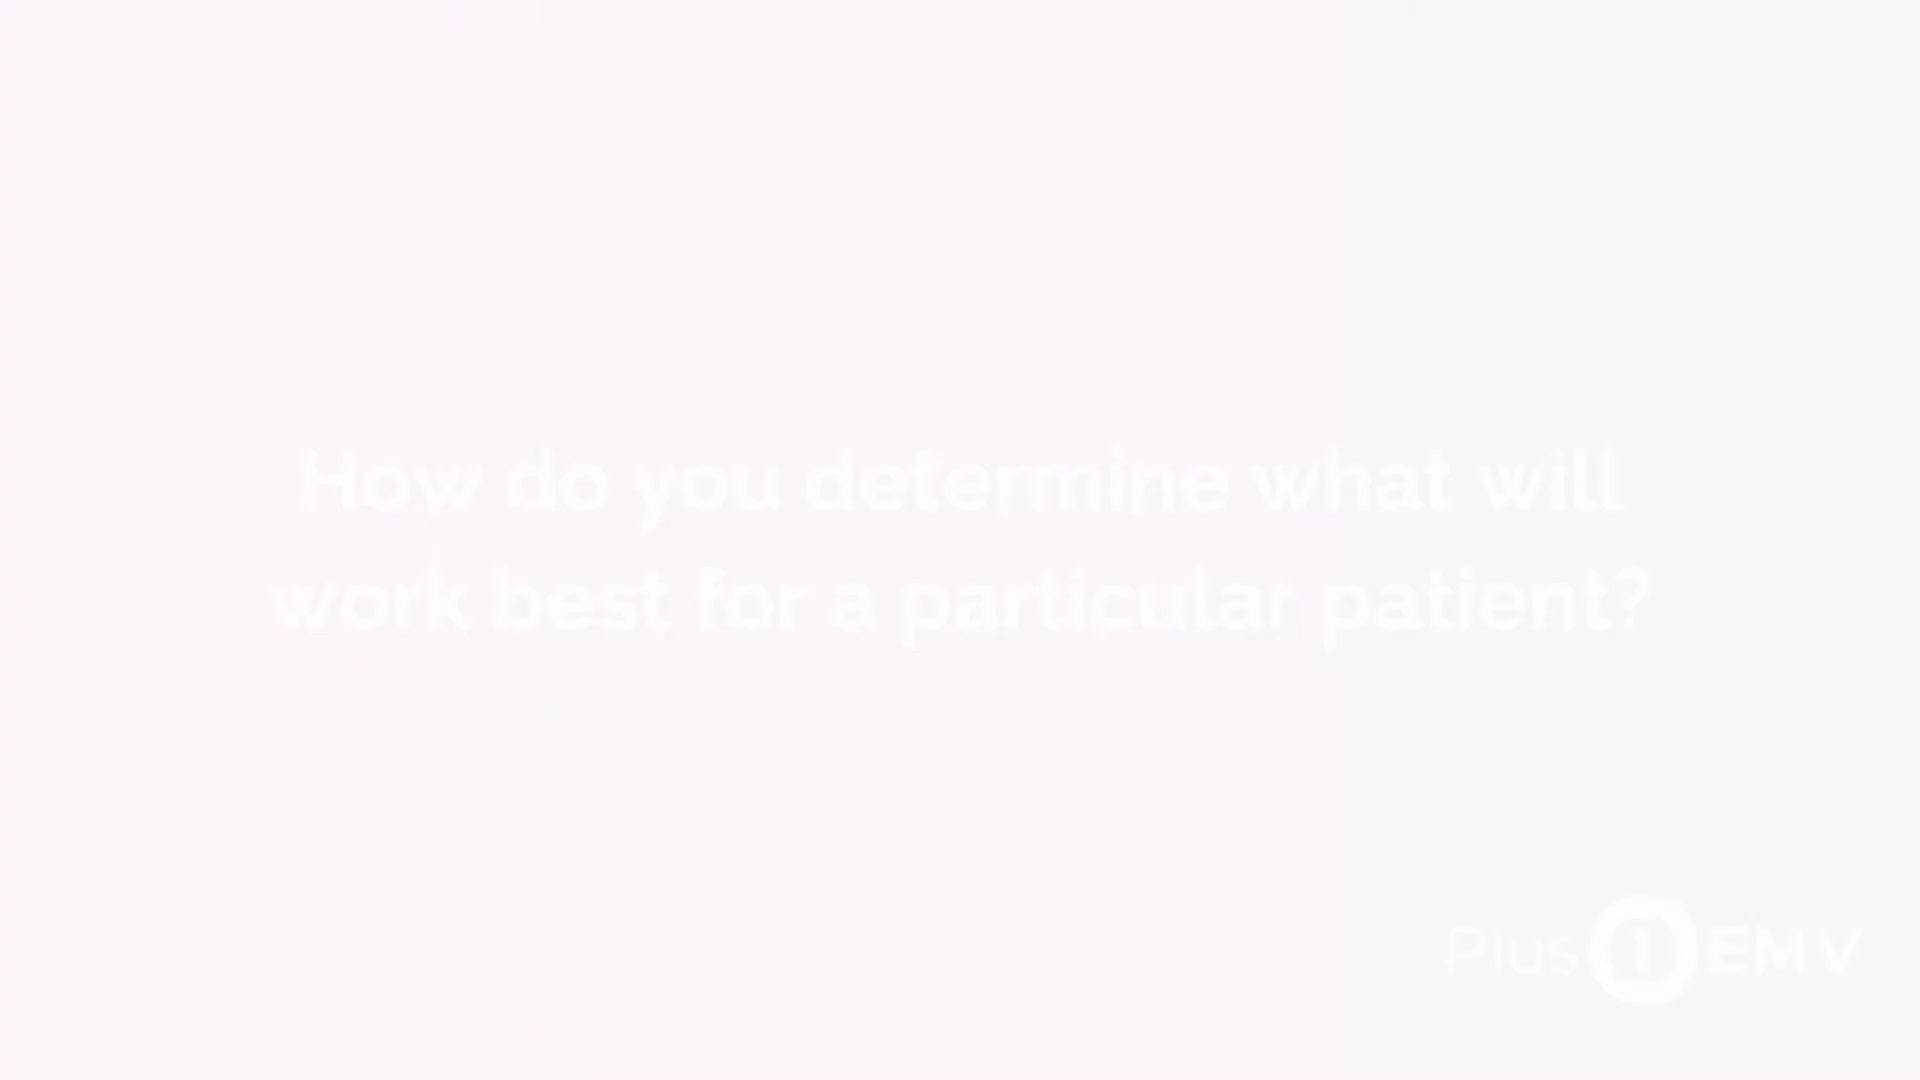 How do you determine what will
work best for a particular patient?
Plus 1 EMV